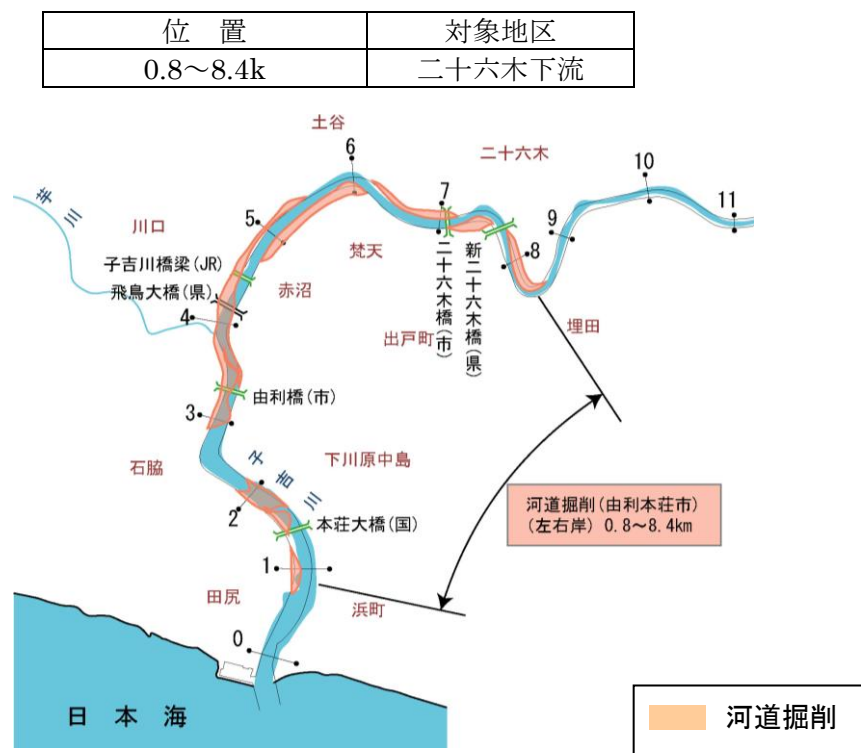 位 置 対象地区
0.8～8.4k 二十六木下流
土谷
二十六木
6
10
7
11
9
芋川
川口
5
8
梵天
子吉川橋梁(JR)
飛鳥大橋(県)
赤沼
4
二十六木橋(市)
新二十六木橋(県)
出戸町
埋田
由利橋(市)
3
石脇
子吉川
下川原中島
2
本荘大橋(国)
河道掘削(由利本荘市)
(左右岸) 0.8～8.4km
1
田尻
浜町
0
日本海
河道掘削